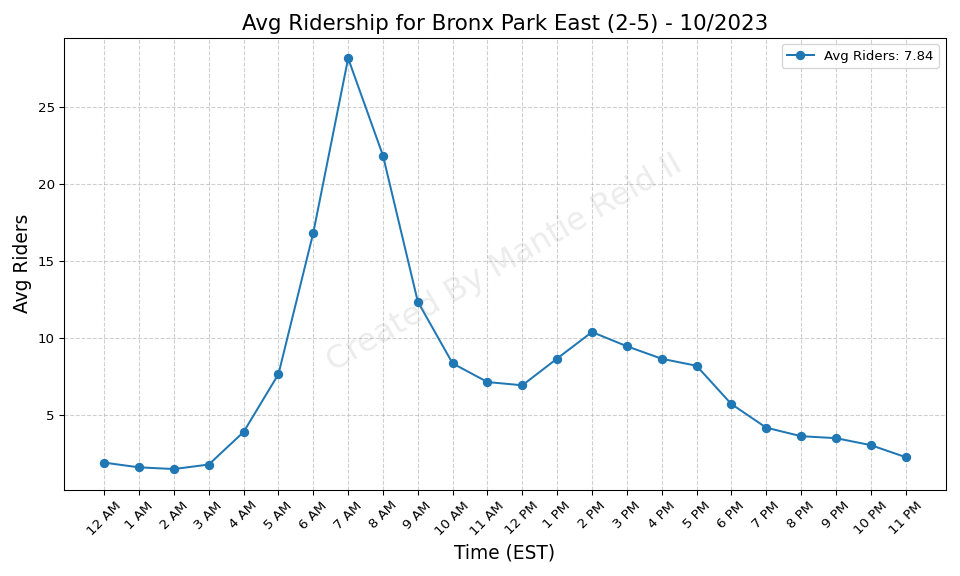 Avg Ridership for Bronx Park East (2-5) - 10/2023
Avg Riders: 7.84
Avg Riders
25
20
15
10
5
Created By Mantie Reid II
12 AM
1 AM
2 AM
3 AM
4 AM
5 AM
6 AM
7 AM
8 AM
9 AM
10 AM
11 AM
12 PM
1 PM
2 PM
3 PM
4 PM
5 PM
6 PM
7 PM
8 PM
9 PM
10 PM
11 PM
Time (EST)